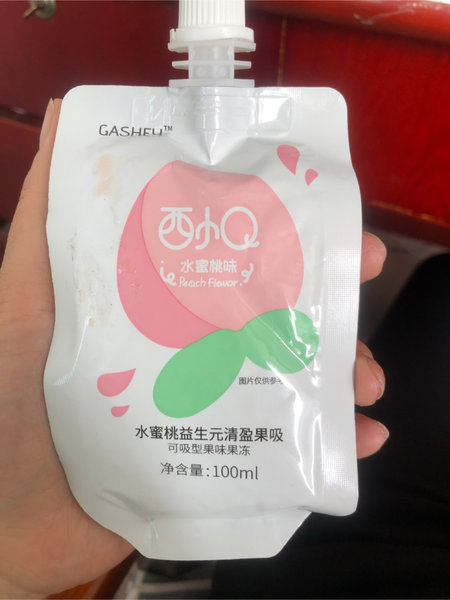 GASHEH™
西小Q
水蜜桃味
Peach Flavor
图片仅供参考
水蜜桃益生元清盈果吸
可吸型果味果冻
净含量:100ml